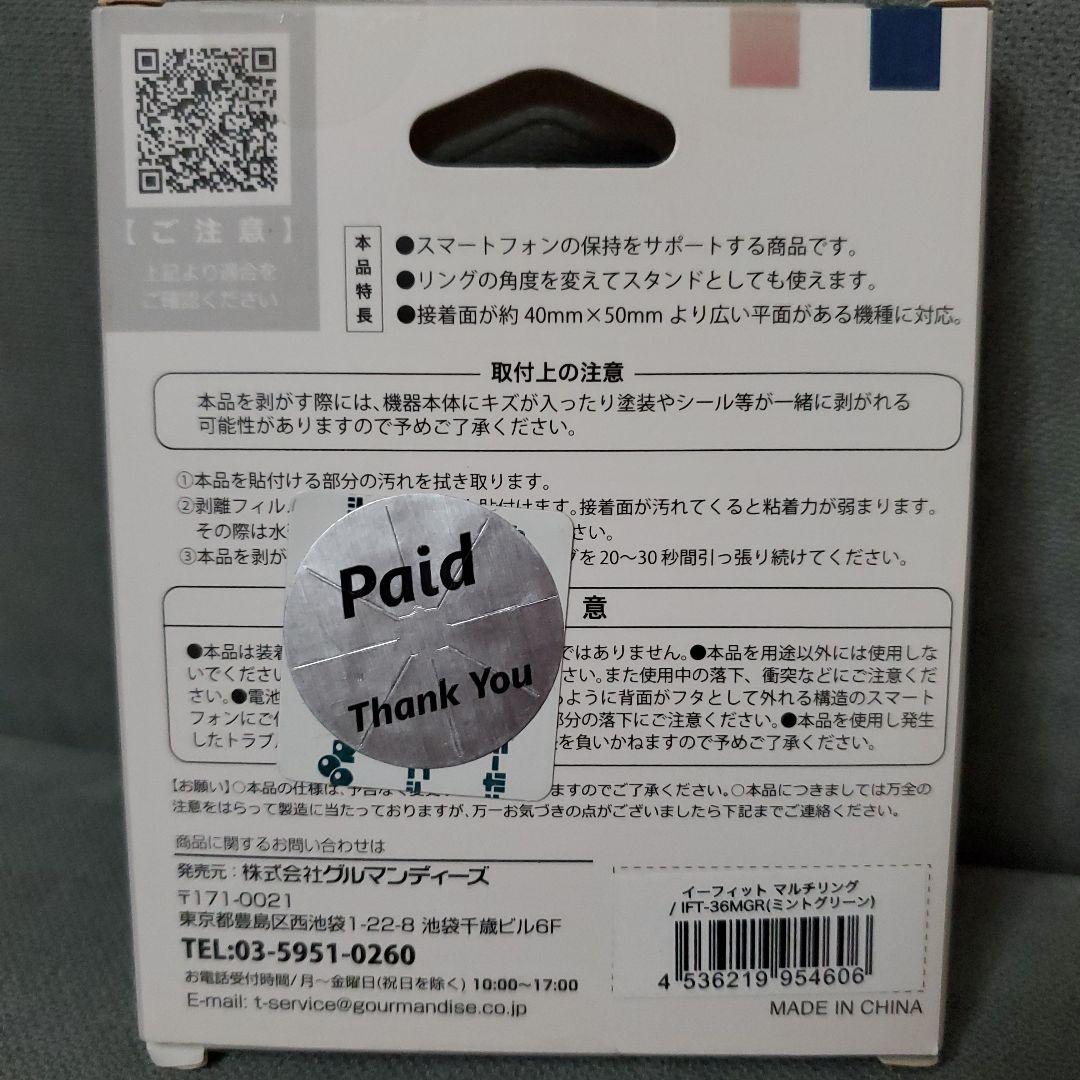 【ご注意】
上記より適合を
ご確認ください
本品特長
●スマートフォンの保持をサポートする商品です。
●リングの角度を変えてスタンドとしても使えます。
●接着面が約 40mm×50mm より広い平面がある機種に対応。
取付上の注意
本品を剥がす際には、機器本体にキズが入ったり塗装やシール等が一緒に剥がれる
可能性がありますので予めご了承ください。
①本品を貼付ける部分の汚れを拭き取ります。
②剥離フィル 貼付けます。接着面が汚れてくると粘着力が弱まります。
その際は水 さい。
③本品を剥が グを20〜30秒間引っ張り続けてください。
意
●本品は装着 ではありません。●本品を用途以外には使用しな
いでください さい。また使用中の落下、衝突などにご注意くだ
さい。●電池 るように背面がフタとして外れる構造のスマート
フォンにご使 部分の落下にご注意ください。●本品を使用し発生
したトラブル を負いかねますので予めご了承ください。
Paid
Thank You
【お願い】○本品の仕様は、予告なく変更 ますのでご了承ください。○本品につきましては万全の
注意をはらって製造に当たっておりますが、万一お気づきの点がございましたら下記までご連絡ください。
商品に関するお問い合わせは
発売元：株式会社グルマンディーズ
〒171-0021
東京都豊島区西池袋1-22-8 池袋千歳ビル6F
TEL:03-5951-0260
お電話受付時間/月〜金曜日(祝日を除く) 10:00〜17:00
E-mail: t-service@gourmandise.co.jp
イーフィット マルチリング
/ IFT-36MGR(ミントグリーン)
4 536219 954606
MADE IN CHINA